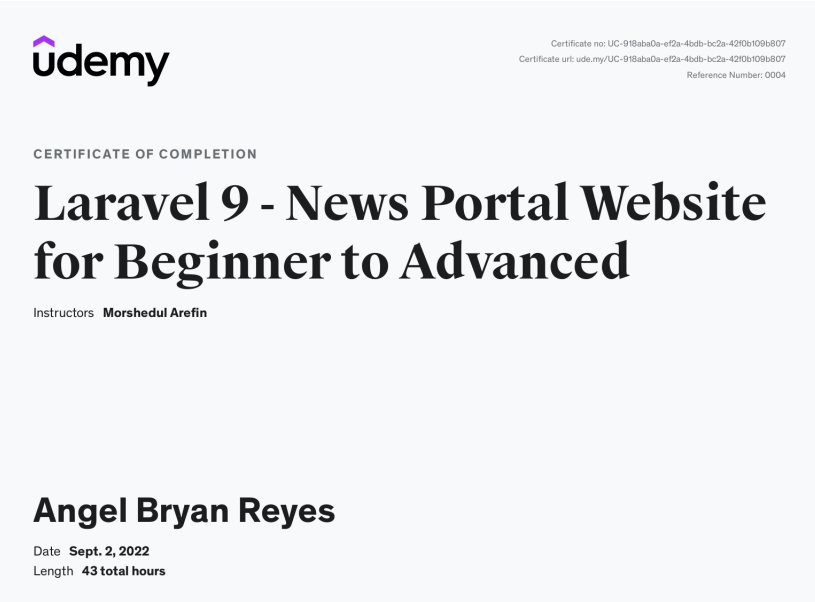 udemy
Certificate no: UC-918aba0a-ef2a-4bdb-bc2a-42f0b109b807
Certificate url: ude.my/UC-918aba0a-ef2a-4bdb-bc2a-42f0b109b807
Reference Number: 0004
CERTIFICATE OF COMPLETION
Laravel 9 - News Portal Website
for Beginner to Advanced
Instructors Morshedul Arefin
Angel Bryan Reyes
Date Sept. 2, 2022
Length 43 total hours